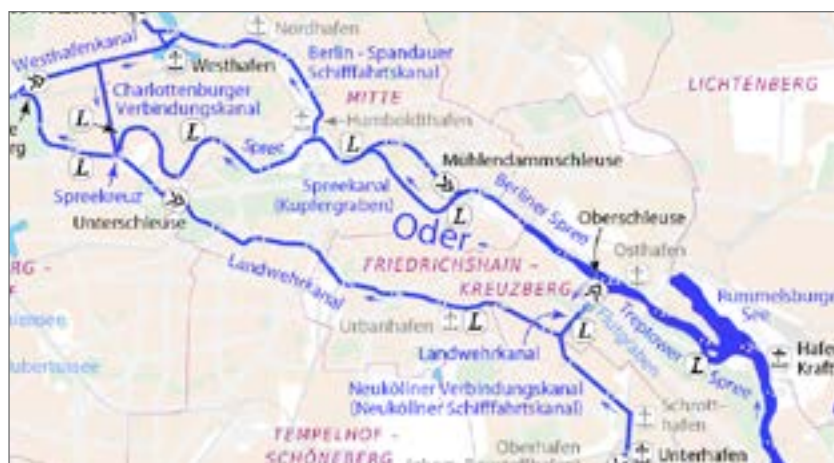 Nordhafen
Westhafenkanal
Westhafen
Berlin - Spandauer
Schifffahrtskanal
Charlottenburger
Verbindungskanal
MITTE
LICHTENBERG
Humboldthafen
L
L
L
L
Spree
Mühlendammschleuse
Spreekreuz
Unterschleuse
Spreekanal
(Kupfergraben)
L
Berliner Spree
Oberschleuse
Oder-
Osthafen
FRIEDRICHSHAIN -
KREUZBERG
Landwehrkanal
Rummelsburger
See
Treptower
Spree
Flutgraben
Urbanhafen
L
L
L
Landwehrkanal
Neuköllner Verbindungskanal
(Neuköllner Schifffahrtskanal)
TEMPELHOF -
SCHÖNEBERG
Oberhafen
Unterhafen